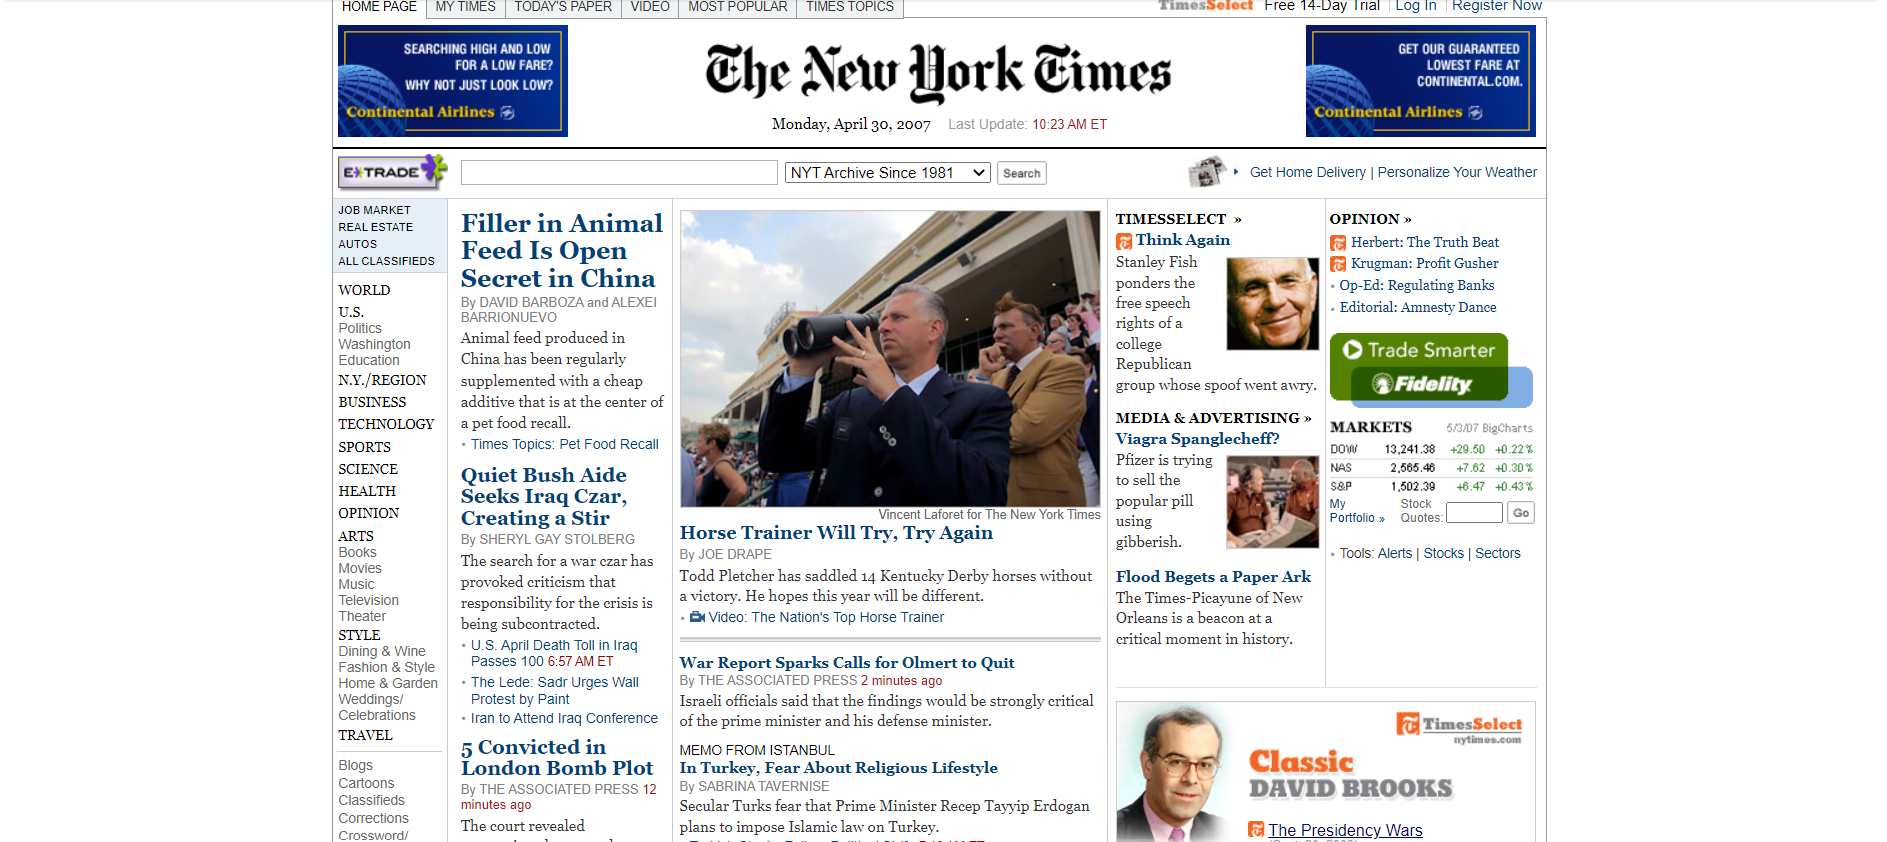 HOME PAGE
MY TIMES
TODAY'S PAPER
VIDEO
MOST POPULAR
TIMES TOPICS
TimesSelect Free 14-Day Trial
Log In
Register Now
SEARCHING HIGH AND LOW
FOR A LOW FARE?
WHY NOT JUST LOOK LOW?
Continental Airlines
The New York Times
Monday, April 30, 2007 Last Update: 10:23 AM ET
GET OUR GUARANTEED
LOWEST FARE AT
CONTINENTAL.COM.
Continental Airlines
E*TRADE
NYT Archive Since 1981
Search
Get Home Delivery | Personalize Your Weather
JOB MARKET
REAL ESTATE
AUTOS
ALL CLASSIFIEDS
WORLD
U.S.
Politics
Washington
Education
N.Y./REGION
BUSINESS
TECHNOLOGY
SPORTS
SCIENCE
HEALTH
OPINION
ARTS
Books
Movies
Music
Television
Theater
STYLE
Dining & Wine
Fashion & Style
Home & Garden
Weddings/
Celebrations
TRAVEL
Blogs
Cartoons
Classifieds
Corrections
Crossword/
Filler in Animal
Feed Is Open
Secret in China
By DAVID BARBOZA and ALEXEI
BARRIONUEVO
Animal feed produced in
China has been regularly
supplemented with a cheap
additive that is at the center of
a pet food recall.
• Times Topics: Pet Food Recall
Quiet Bush Aide
Seeks Iraq Czar,
Creating a Stir
By SHERYL GAY STOLBERG
The search for a war czar has
provoked criticism that
responsibility for the crisis is
being subcontracted.
• U.S. April Death Toll in Iraq
Passes 100 6:57 AM ET
• The Lede: Sadr Urges Wall
Protest by Paint
• Iran to Attend Iraq Conference
5 Convicted in
London Bomb Plot
By THE ASSOCIATED PRESS 12
minutes ago
The court revealed
Vincent Laforet for The New York Times
Horse Trainer Will Try, Try Again
By JOE DRAPE
Todd Pletcher has saddled 14 Kentucky Derby horses without
a victory. He hopes this year will be different.
• Video: The Nation's Top Horse Trainer
War Report Sparks Calls for Olmert to Quit
By THE ASSOCIATED PRESS 2 minutes ago
Israeli officials said that the findings would be strongly critical
of the prime minister and his defense minister.
MEMO FROM ISTANBUL
In Turkey, Fear About Religious Lifestyle
By SABRINA TAVERNISE
Secular Turks fear that Prime Minister Recep Tayyip Erdogan
plans to impose Islamic law on Turkey.
TIMESSELECT »
Think Again
Stanley Fish
ponders the
free speech
rights of a
college
Republican
group whose spoof went awry.
MEDIA & ADVERTISING »
Viagra Spanglecheff?
Pfizer is trying
to sell the
popular pill
using
gibberish.
Flood Begets a Paper Ark
The Times-Picayune of New
Orleans is a beacon at a
critical moment in history.
OPINION »
Herbert: The Truth Beat
Krugman: Profit Gusher
• Op-Ed: Regulating Banks
• Editorial: Amnesty Dance
Trade Smarter
Fidelity
MARKETS 5/3/07 BigCharts
DOW 13,241.38 +29.50 +0.22%
NAS 2,565.46 +7.62 +0.30%
S&P 1,502.39 +6.47 +0.43%
My
Portfolio »
Stock
Quotes:
Go
• Tools: Alerts | Stocks | Sectors
TimesSelect
nytimes.com
Classic
DAVID BROOKS
The Presidency Wars